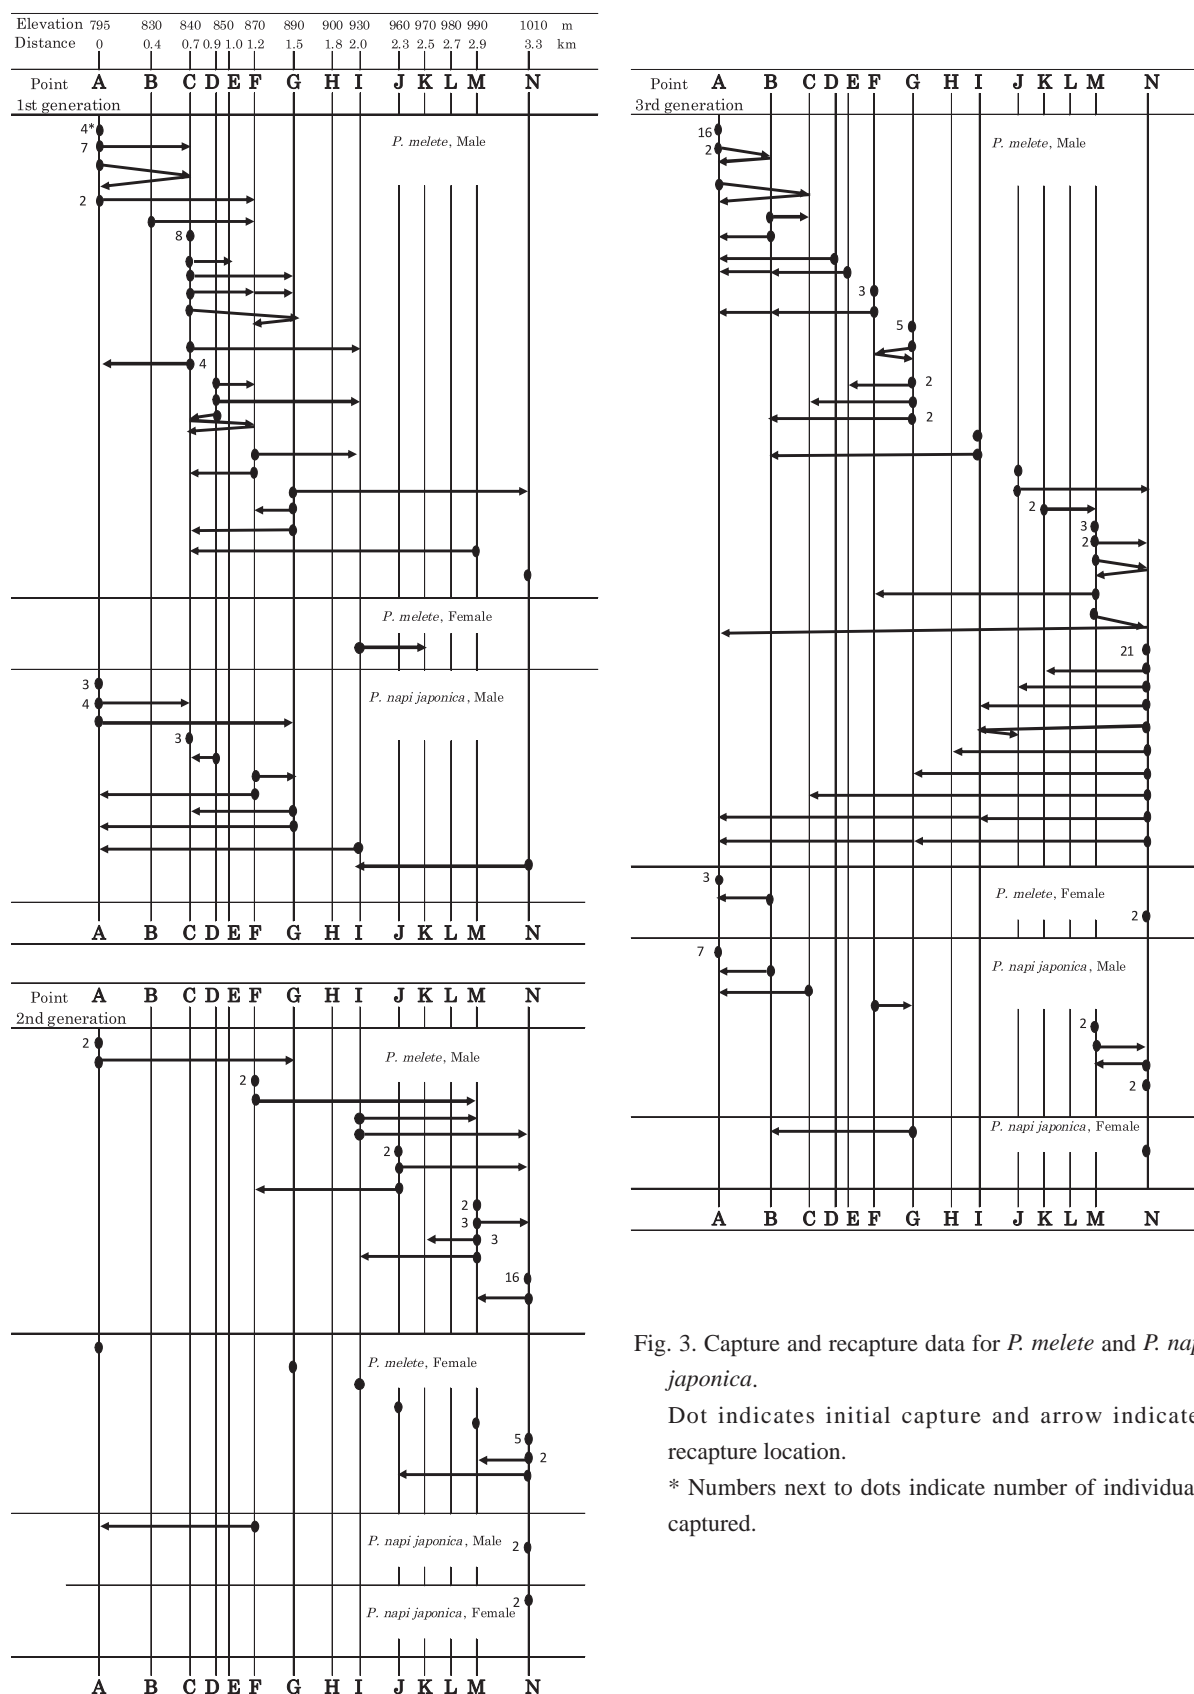 Elevation 795 830 840 850 870 890 900 930 960 970 980 990 1010 m
Distance 0 0.4 0.7 0.9 1.0 1.2 1.5 1.8 2.0 2.3 2.5 2.7 2.9 3.3 km
Point A B C D E F G H I J K L M N
1st generation
4*
P. melete, Male
7
2
8
4
P. melete, Female
3
P. napi japonica, Male
4
3
A B C D E F G H I J K L M N
Point A B C D E F G H I J K L M N
2nd generation
2
P. melete, Male
2
2
2
3
3
16
P. melete, Female
5
2
P. napi japonica, Male
2
2
P. napi japonica, Female
A B C D E F G H I J K L M N
Point A B C D E F G H I J K L M N
3rd generation
16
P. melete, Male
2
3
5
2
2
2
3
2
21
3
P. melete, Female
2
7
P. napi japonica, Male
2
2
P. napi japonica, Female
A B C D E F G H I J K L M N
Fig. 3. Capture and recapture data for P. melete and P. nap
japonica.
Dot indicates initial capture and arrow indicate
recapture location.
* Numbers next to dots indicate number of individua
captured.